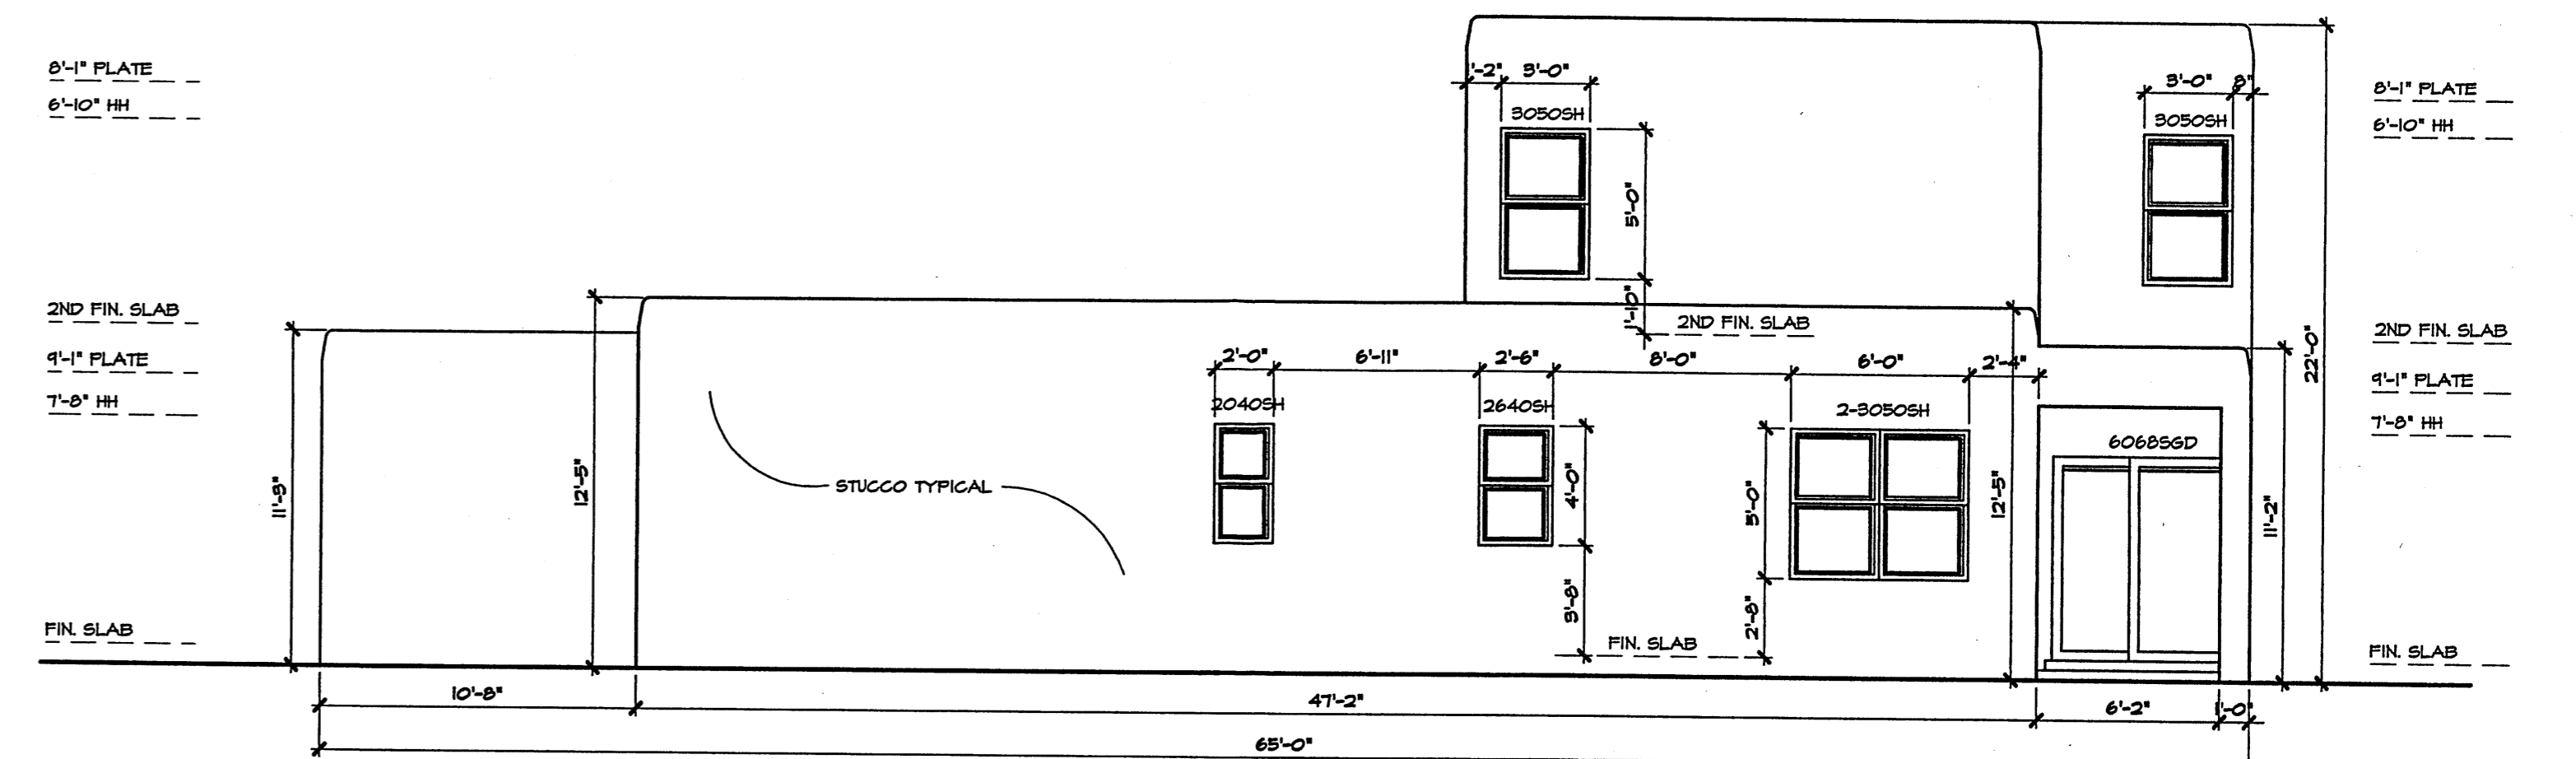 8'-1" PLATE
6'-10" HH
2ND FIN. SLAB
9'-1" PLATE
7'-8" HH
FIN. SLAB
11'-8"
12'-5"
STUCCO TYPICAL
2'-0"
6'-11"
2'-6"
8'-0"
6'-0"
2'-4"
2040SH
2640SH
2-3050SH
4'-0"
3'-8"
5'-0"
2'-8"
FIN. SLAB
1'-2"
3'-0"
3050SH
5'-0"
1'-10"
2ND FIN. SLAB
3'-0"
8"
3050SH
12'-5"
6068SGD
11'-2"
22'-0"
8'-1" PLATE
6'-10" HH
2ND FIN. SLAB
9'-1" PLATE
7'-8" HH
FIN. SLAB
10'-8"
47'-2"
6'-2"
1'-0"
65'-0"